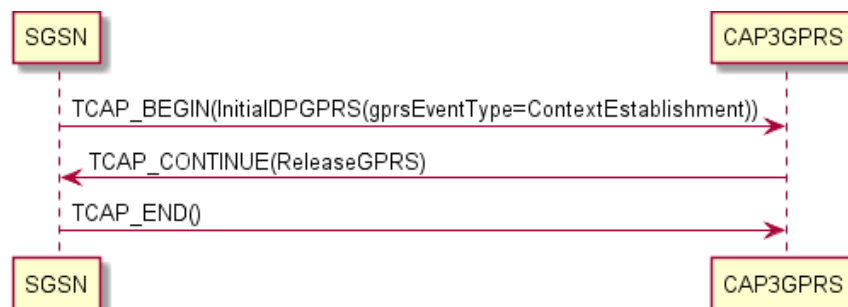 SGSN
CAP3GPRS
TCAP_BEGIN(InitialDPGPRS(gprsEventType=ContextEstablishment))
TCAP_CONTINUE(ReleaseGPRS)
TCAP_END()
SGSN
CAP3GPRS